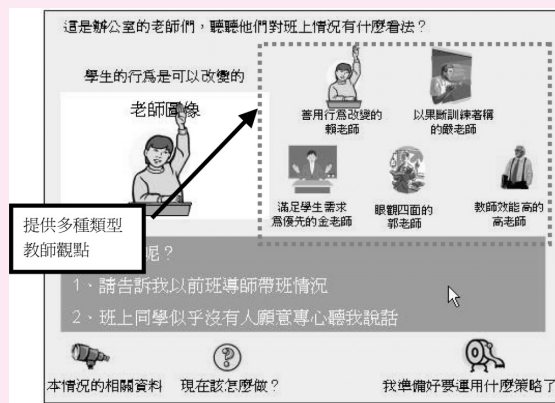 這是辦公室的老師們，聽聽他們對班上情況有什麼看法？
學生的行為是可以改變的
老師圖像
善用行為改變的
賴老師
以果斷訓練著稱
的嚴老師
滿足學生需求
為優先的金老師
眼觀四面的
郭老師
教師效能高的
高老師
提供多種類型
教師觀點
呢？
1、請告訴我以前班導師帶班情況
2、班上同學似乎沒有人願意專心聽我說話
本情況的相關資料
現在該怎麼做？
我準備好要運用什麼策略了